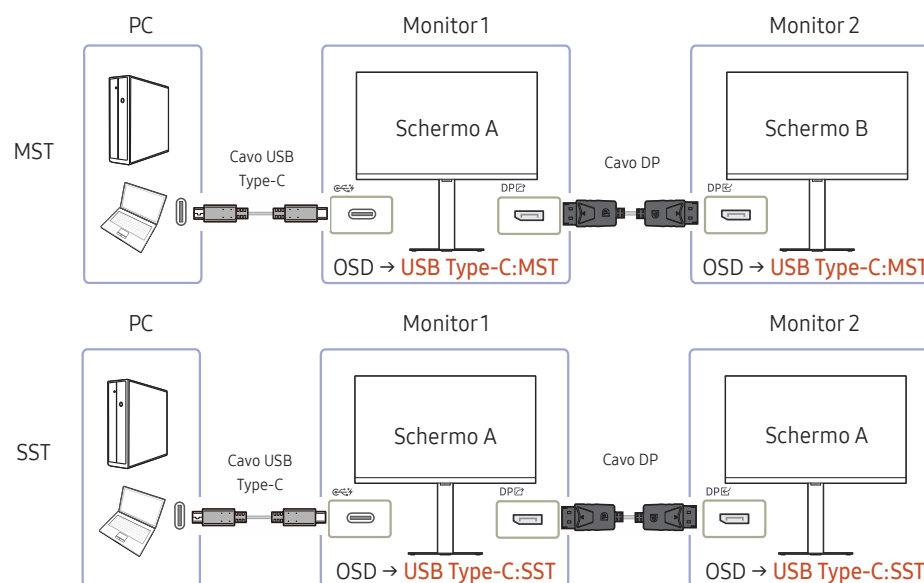 PC Monitor 1 Monitor 2
MST
Schermo A
Schermo B
Cavo USB
Type-C
Cavo DP
DP
DP
OSD → USB Type-C:MST
OSD → USB Type-C:MST
PC Monitor 1 Monitor 2
SST
Schermo A
Schermo A
Cavo USB
Type-C
Cavo DP
DP
DP
OSD → USB Type-C:SST
OSD → USB Type-C:SST